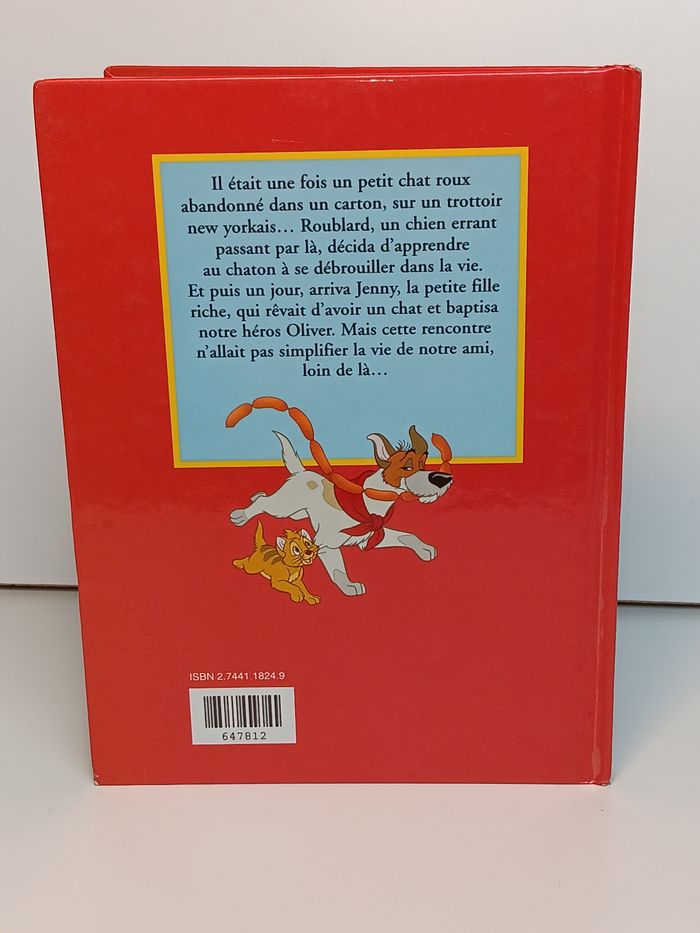 Il était une fois un petit chat roux
abandonné dans un carton, sur un trottoir
new yorkais... Roublard, un chien errant
passant par là, décida d'apprendre
au chaton à se débrouiller dans la vie.
Et puis un jour, arriva Jenny, la petite fille
riche, qui rêvait d'avoir un chat et baptisa
notre héros Oliver. Mais cette rencontre
n'allait pas simplifier la vie de notre ami,
loin de là...
ISBN 2.7441.1824.9
647812